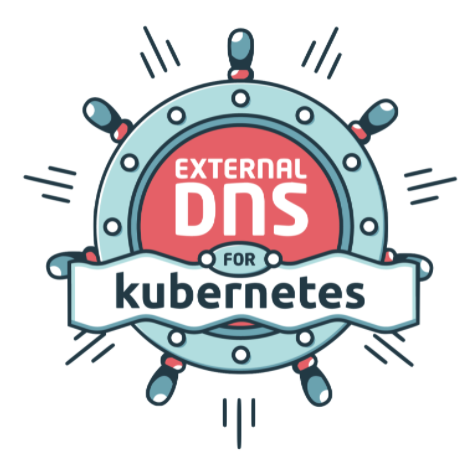 EXTERNAL
DNS
FOR
kubernetes